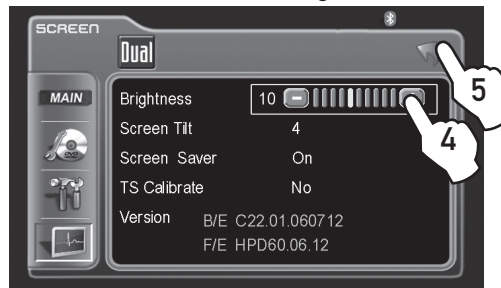 SCREEN
Dual
MAIN
Brightness 10
Screen Tilt 4
Screen Saver On
TS Calibrate No
Version B/E C22.01.060712
F/E HPD60.06.12
DVD
5
4